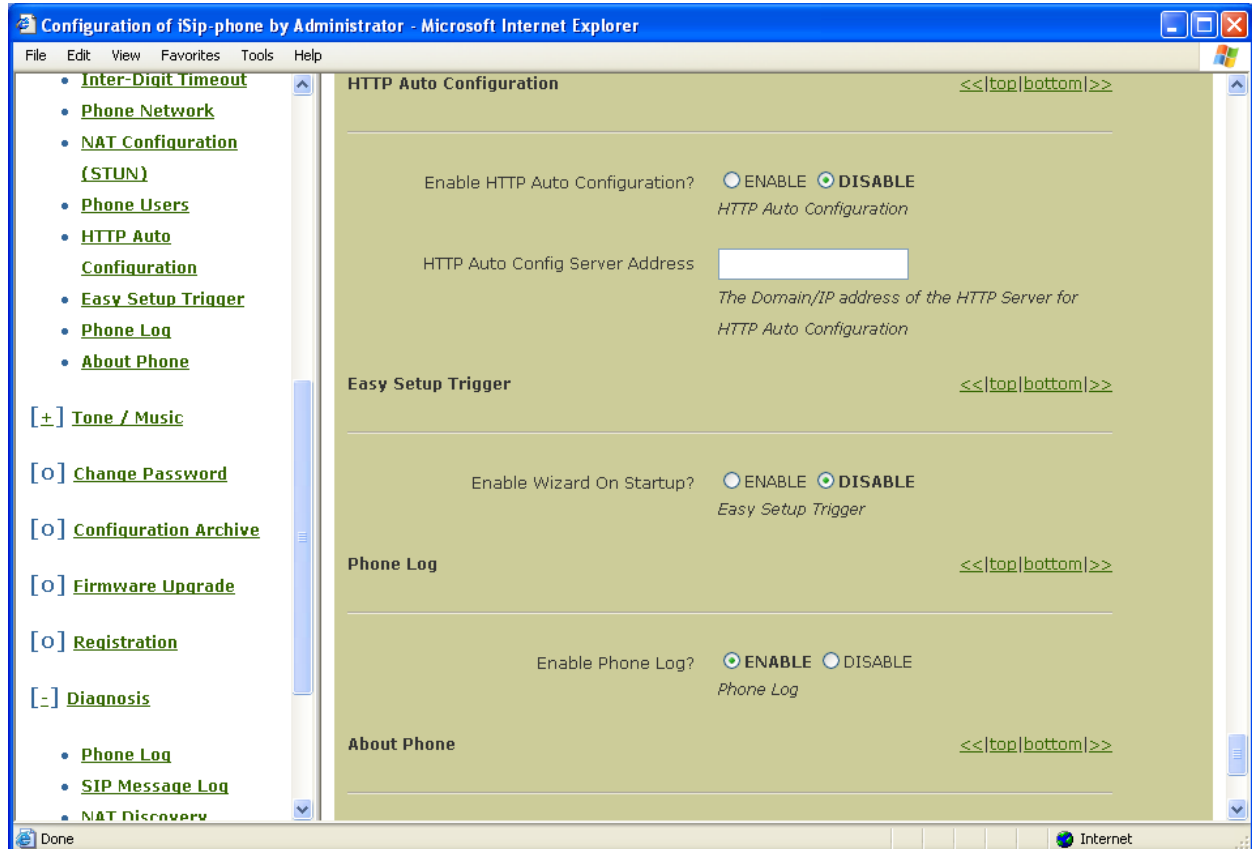 Configuration of iSip-phone by Administrator - Microsoft Internet Explorer
File Edit View Favorites Tools Help
• Inter-Digit Timeout
• Phone Network
• NAT Configuration
(STUN)
• Phone Users
• HTTP Auto
Configuration
• Easy Setup Trigger
• Phone Log
• About Phone
[+] Tone / Music
[O] Change Password
[O] Configuration Archive
[O] Firmware Upgrade
[O] Registration
[-] Diagnosis
• Phone Log
• SIP Message Log
• NAT Discovery
HTTP Auto Configuration <<|top|bottom|>>
Enable HTTP Auto Configuration? ENABLE DISABLE
HTTP Auto Configuration
HTTP Auto Config Server Address
The Domain/IP address of the HTTP Server for
HTTP Auto Configuration
Easy Setup Trigger <<|top|bottom|>>
Enable Wizard On Startup? ENABLE DISABLE
Easy Setup Trigger
Phone Log <<|top|bottom|>>
Enable Phone Log? ENABLE DISABLE
Phone Log
About Phone <<|top|bottom|>>
Done Internet